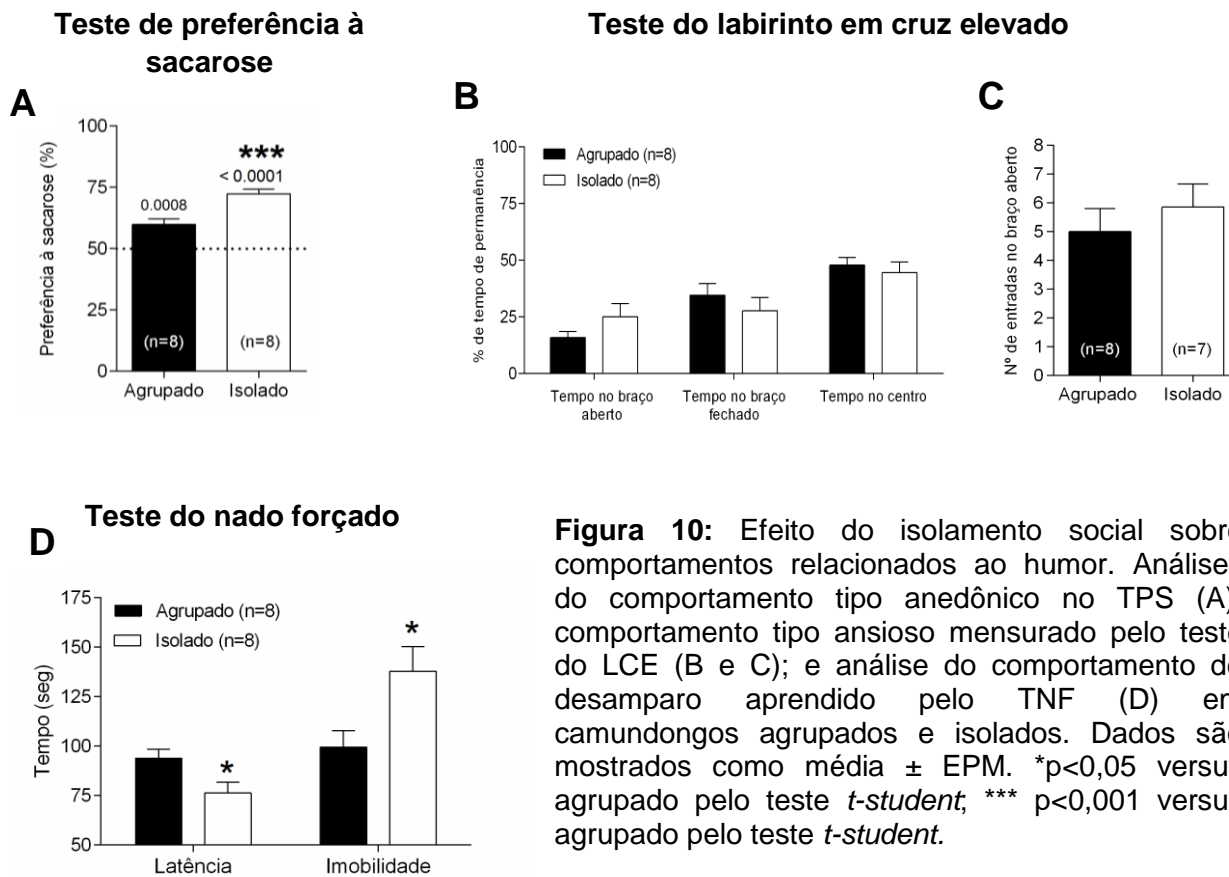 Teste de preferência à
sacarose
Teste do labirinto em cruz elevado
A
Preferência à sacarose (%)
100
75
50
25
0
***
< 0.0001
0.0008
(n=8)
(n=8)
Agrupado
Isolado
B
% de tempo de permanência
100
75
50
25
0
Agrupado (n=8)
Isolado (n=8)
Tempo no braço
aberto
Tempo no braço
fechado
Tempo no centro
C
Nº de entradas no braço aberto
8
7
6
5
4
3
2
1
0
(n=8)
(n=7)
Agrupado
Isolado
Teste do nado forçado
D
Tempo (seg)
175
150
125
100
75
50
Agrupado (n=8)
Isolado (n=8)
*
*
Latência
Imobilidade
Figura 10: Efeito do isolamento social sobre
comportamentos relacionados ao humor. Análise
do comportamento tipo anedônico no TPS (A)
comportamento tipo ansioso mensurado pelo test
do LCE (B e C); e análise do comportamento d
desamparo aprendido pelo TNF (D) en
camundongos agrupados e isolados. Dados são
mostrados como média ± EPM. *p<0,05 versu
agrupado pelo teste t-student; *** p<0,001 versu
agrupado pelo teste t-student.